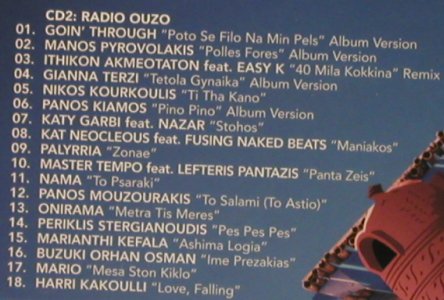 CD2: RADIO OUZO
01. GOIN' THROUGH "Poto Se Filo Na Min Pels" Album Version
02. MANOS PYROVOLAKIS "Polles Fores" Album Version
03. ITHIKON AKMEOTATON feat. EASY K "40 Mila Kokkina" Remix
04. GIANNA TERZI "Tetola Gynaika" Album Version
05. NIKOS KOURKOULIS "Ti Tha Kano"
06. PANOS KIAMOS "Pino Pino" Album Version
07. KATY GARBI feat. NAZAR "Stohos"
08. KAT NEOCLEOUS feat. FUSING NAKED BEATS "Maniakos"
09. PALYRRIA "Zonae"
10. MASTER TEMPO feat. LEFTERIS PANTAZIS "Panta Zeis"
11. NAMA "To Psaraki"
12. PANOS MOUZOURAKIS "To Salami (To Astio)"
13. ONIRAMA "Metra Tis Meres"
14. PERIKLIS STERGIANOUDIS "Pes Pes Pes"
15. MARIANTHI KEFALA "Ashima Logia"
16. BUZUKI ORHAN OSMAN "Ime Prezakias"
17. MARIO "Mesa Ston Kiklo"
18. HARRI KAKOULLI "Love, Falling"